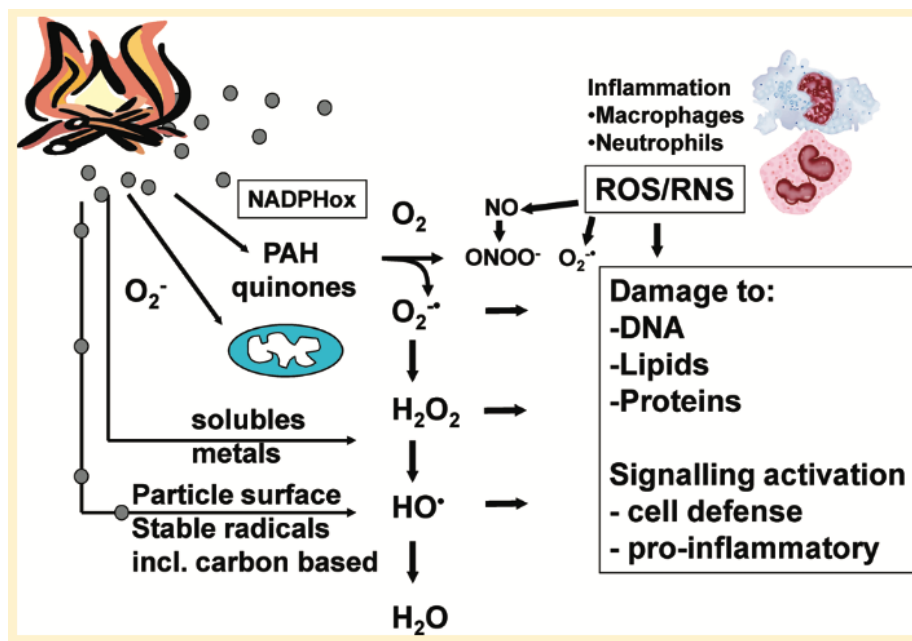 Inflammation
•Macrophages
•Neutrophils
ROS/RNS
NADPHox
O₂
NO
PAH
quinones
ONOO⁻
O₂⁻•
O₂⁻
O₂⁻•
Damage to:
-DNA
-Lipids
-Proteins
H₂O₂
solubles
metals
Signalling activation
- cell defense
- pro-inflammatory
Particle surface
HO•
Stable radicals
incl. carbon based
H₂O